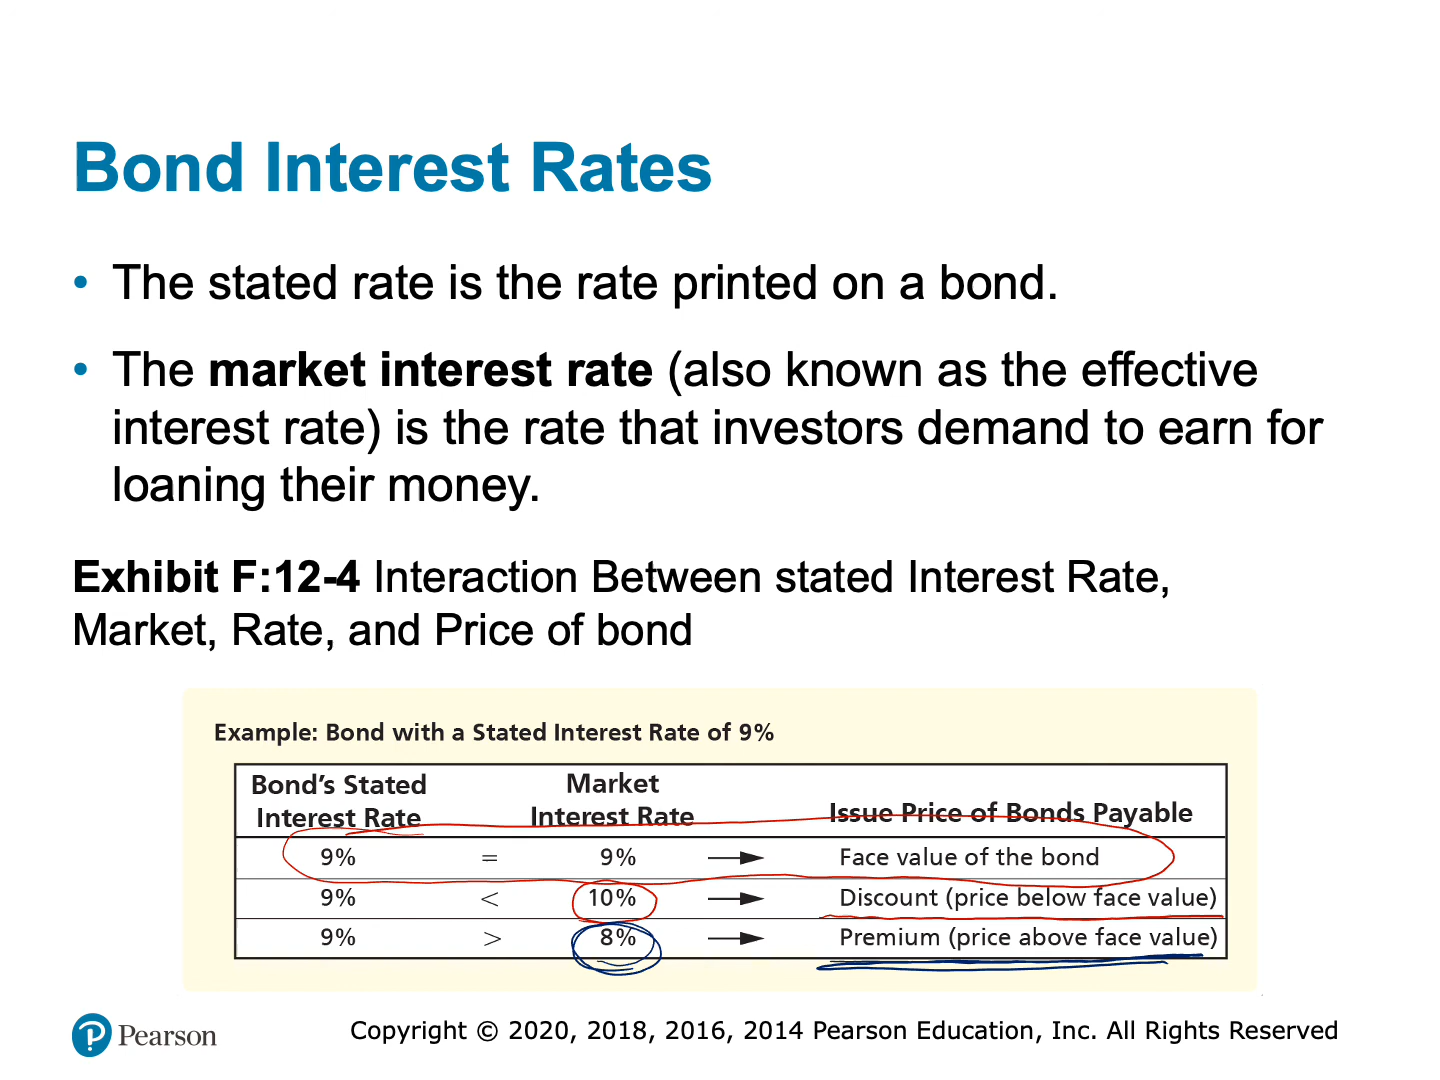 Bond Interest Rates
• The stated rate is the rate printed on a bond.
• The market interest rate (also known as the effective
interest rate) is the rate that investors demand to earn for
loaning their money.
Exhibit F:12-4 Interaction Between stated Interest Rate,
Market, Rate, and Price of bond
Example: Bond with a Stated Interest Rate of 9%
Bond's Stated Market
Interest Rate Interest Rate Issue Price of Bonds Payable
9% = 9% → Face value of the bond
9% < 10% → Discount (price below face value)
9% > 8% → Premium (price above face value)
P Pearson Copyright © 2020, 2018, 2016, 2014 Pearson Education, Inc. All Rights Reserved